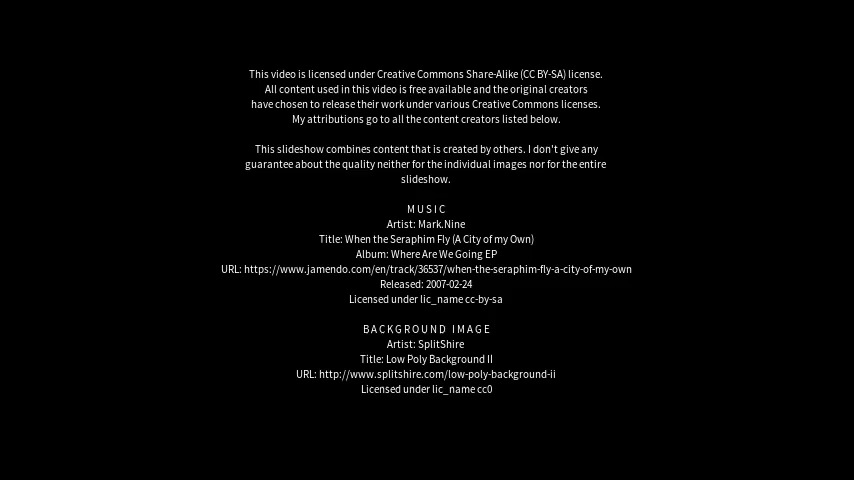 This video is licensed under Creative Commons Share-Alike (CC BY-SA) license.
All content used in this video is free available and the original creators
have chosen to release their work under various Creative Commons licenses.
My attributions go to all the content creators listed below.
This slideshow combines content that is created by others. I don't give any
guarantee about the quality neither for the individual images nor for the entire
slideshow.
MUSIC
Artist: Mark.Nine
Title: When the Seraphim Fly (A City of my Own)
Album: Where Are We Going EP
URL: https://www.jamendo.com/en/track/36537/when-the-seraphim-fly-a-city-of-my-own
Released: 2007-02-24
Licensed under lic_name cc-by-sa
BACKGROUND IMAGE
Artist: SplitShire
Title: Low Poly Background II
URL: http://www.splitshire.com/low-poly-background-ii
Licensed under lic_name cc0